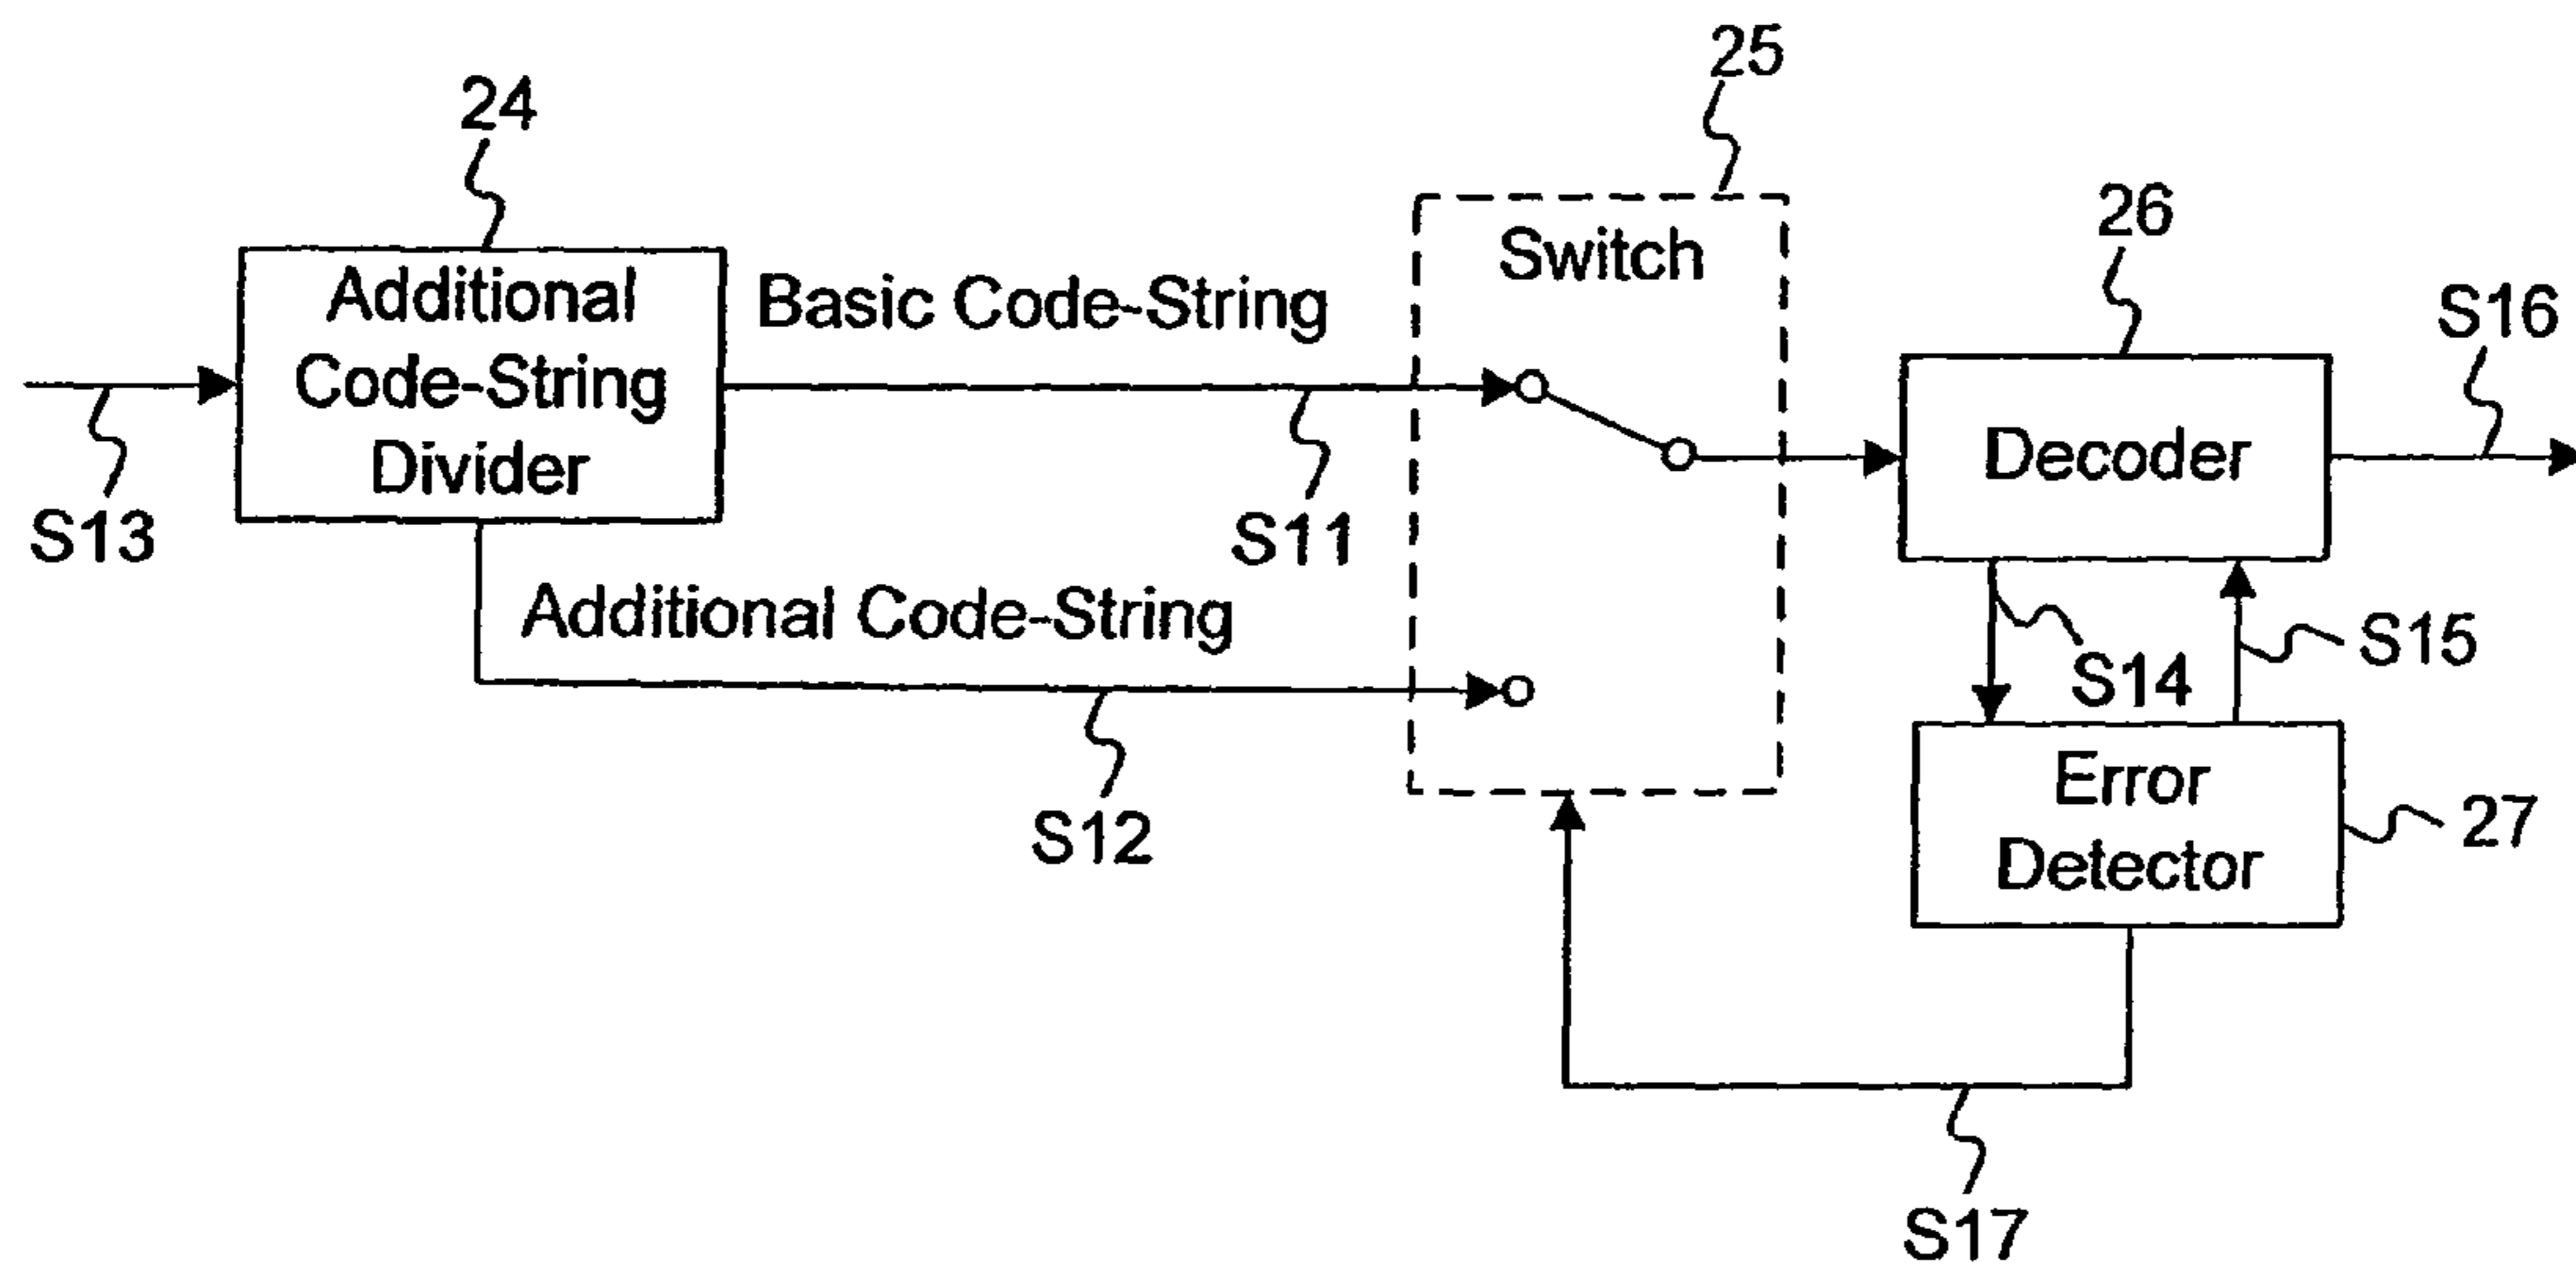 25
24
26
Switch
Additional
Code-String
Divider
Basic Code-String
S16
Decoder
S13
S11
Additional Code-String
S14
S15
Error
Detector
27
S12
S17